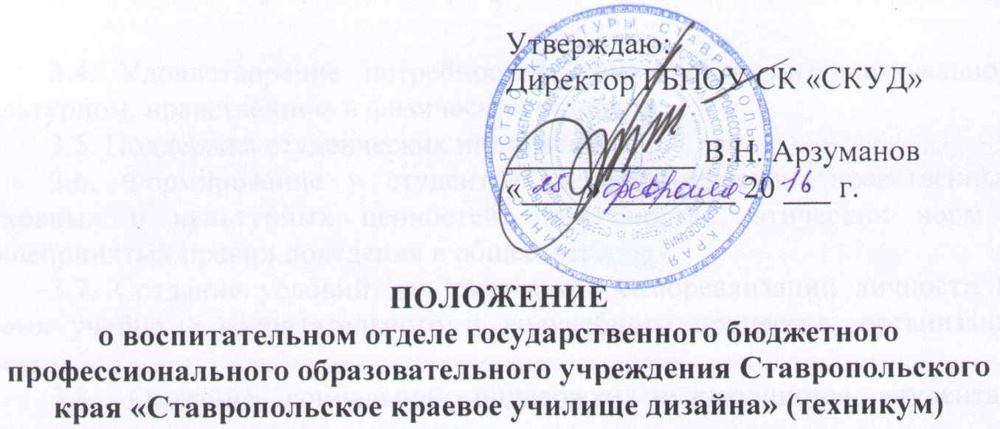 Утверждаю:
Директор ГБПОУ СК «СКУД»
В.Н. Арзуманов
« 25 » февраля 20 16 г.
ПОЛОЖЕНИЕ
о воспитательном отделе государственного бюджетного
профессионального образовательного учреждения Ставропольского
края «Ставропольское краевое училище дизайна» (техникум)